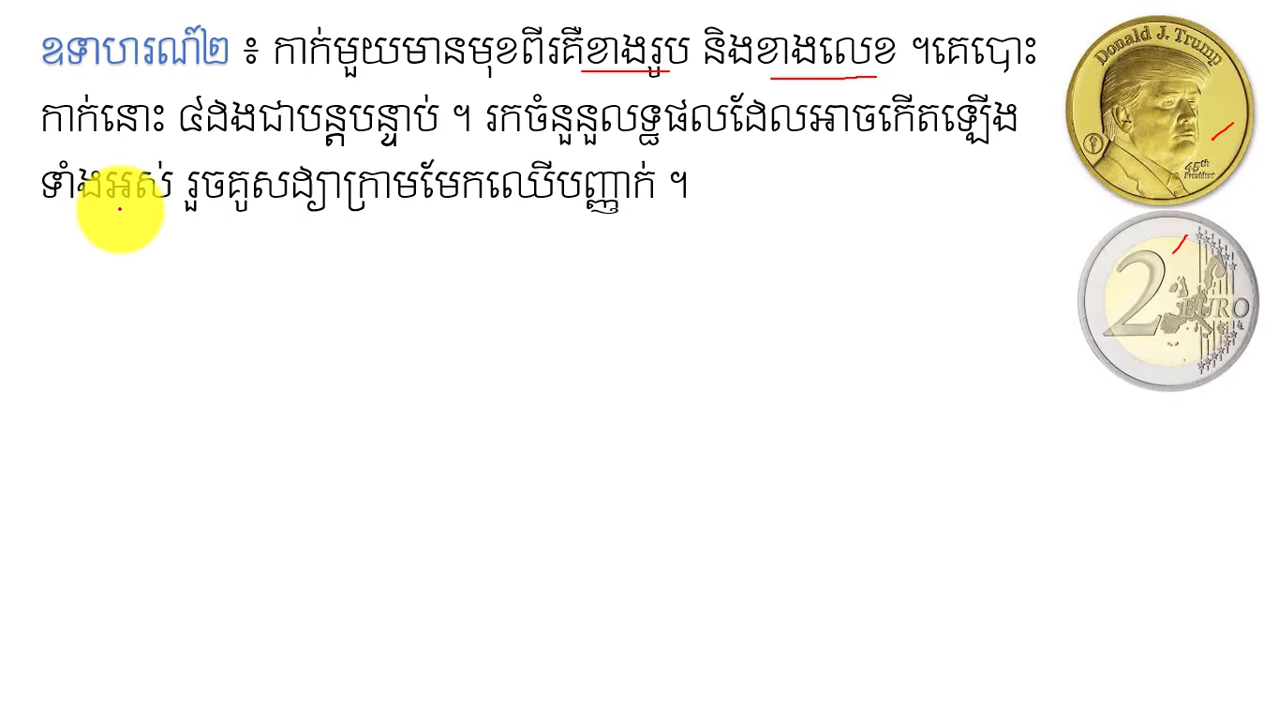 ឧទាហរណ៍២ ៖ កាក់មួយមានមុខពីរគឺខាងរូប និងខាងលេខ ។គេបោះ
កាក់នោះ ៤ដងជាបន្តបន្ទាប់ ។ រកចំនួនលទ្ធផលដែលអាចកើតឡើង
ទាំងអស់ រួចគូសដ្យាក្រាមមែកឈើបញ្ញាក់ ។
Donald J. Trump
45th
President
2
EURO